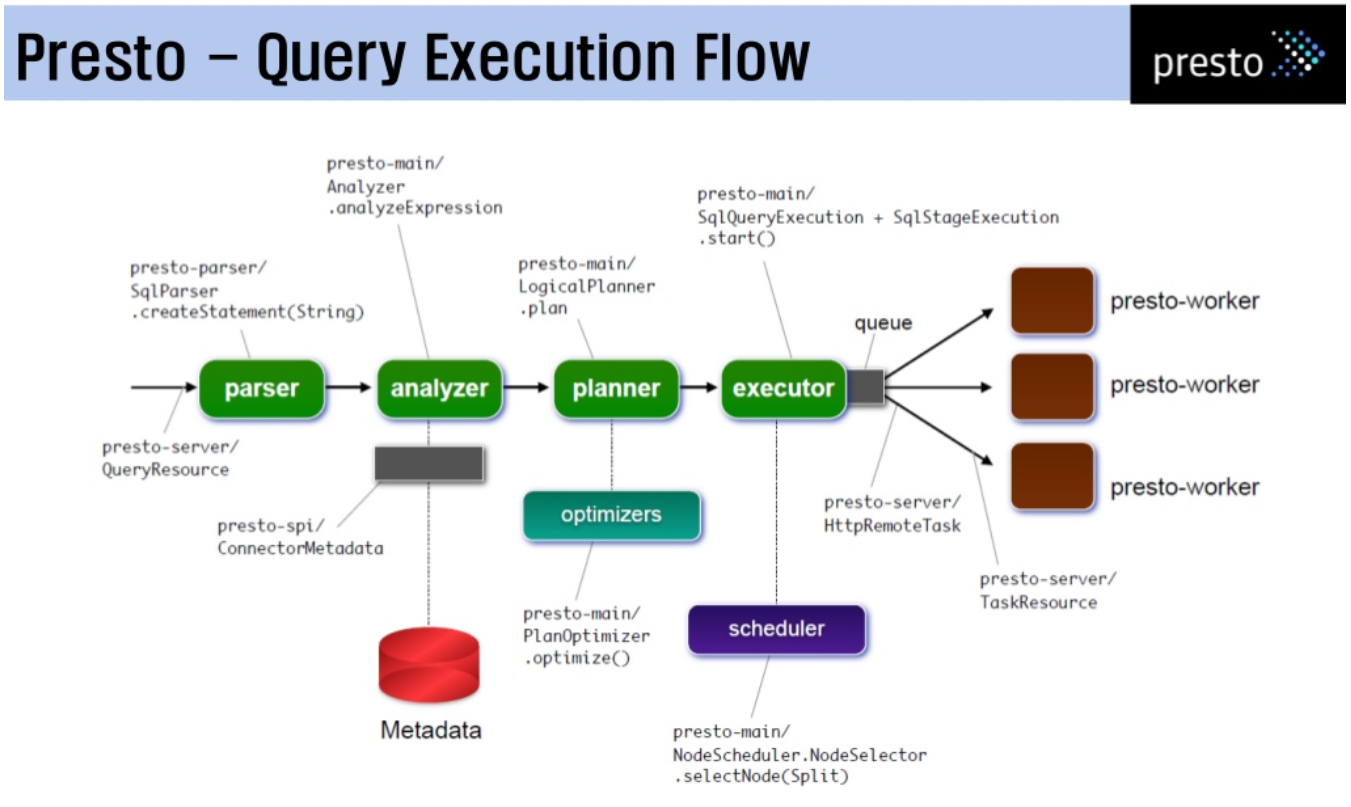 Presto – Query Execution Flow
presto
presto-main/
Analyzer
.analyzeExpression
presto-main/
SqlQueryExecution + SqlStageExecution
.start()
presto-parser/
SqlParser
.createStatement(String)
presto-main/
LogicalPlanner
.plan
queue
presto-worker
parser
analyzer
planner
executor
presto-worker
presto-server/
QueryResource
presto-worker
presto-spi/
ConnectorMetadata
optimizers
presto-server/
HttpRemoteTask
presto-server/
TaskResource
presto-main/
PlanOptimizer
.optimize()
scheduler
Metadata
presto-main/
NodeScheduler.NodeSelector
.selectNode(Split)